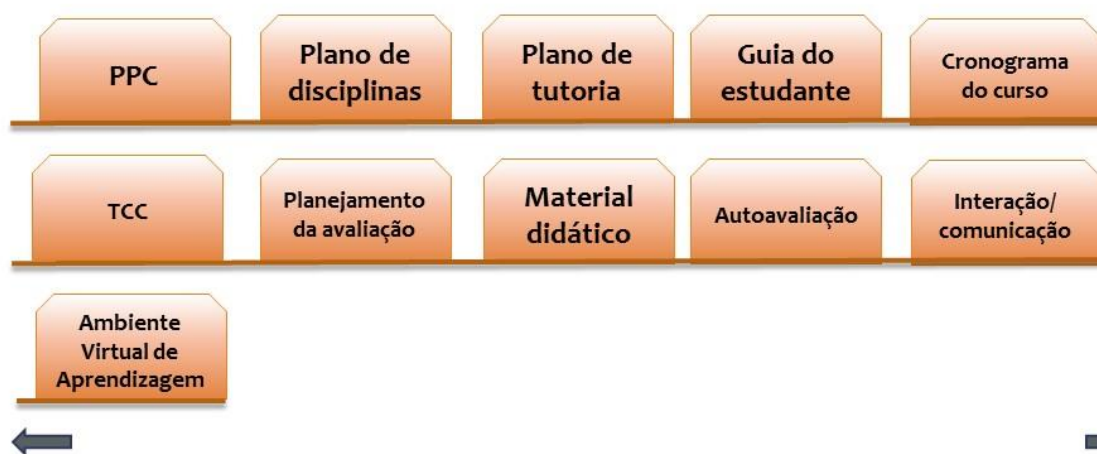 PPC
Plano de
disciplinas
Plano de
tutoria
Guia do
estudante
Cronograma
do curso
TCC
Planejamento
da avaliação
Material
didático
Autoavaliação
Interação/
comunicação
Ambiente
Virtual de
Aprendizagem